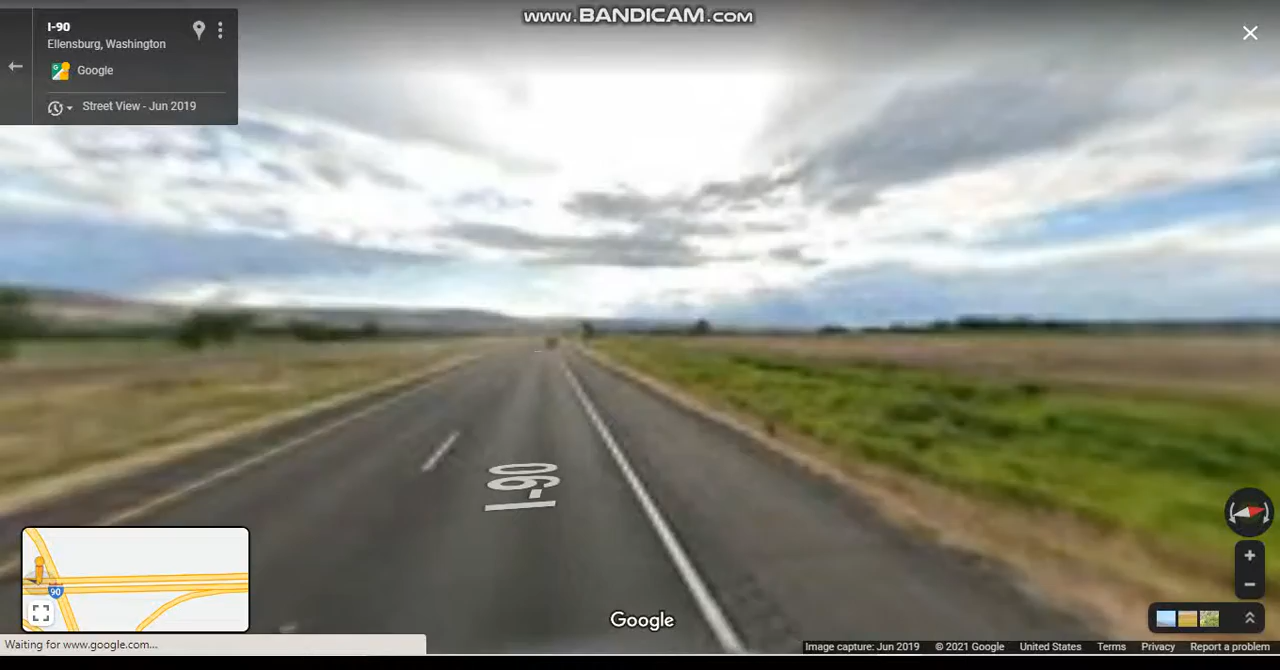 www.BANDICAM.com
I-90
Ellensburg, Washington
Google
Street View - Jun 2019
I-90
90
Google
Waiting for www.google.com...
Image capture: Jun 2019 © 2021 Google United States Terms Privacy Report a problem